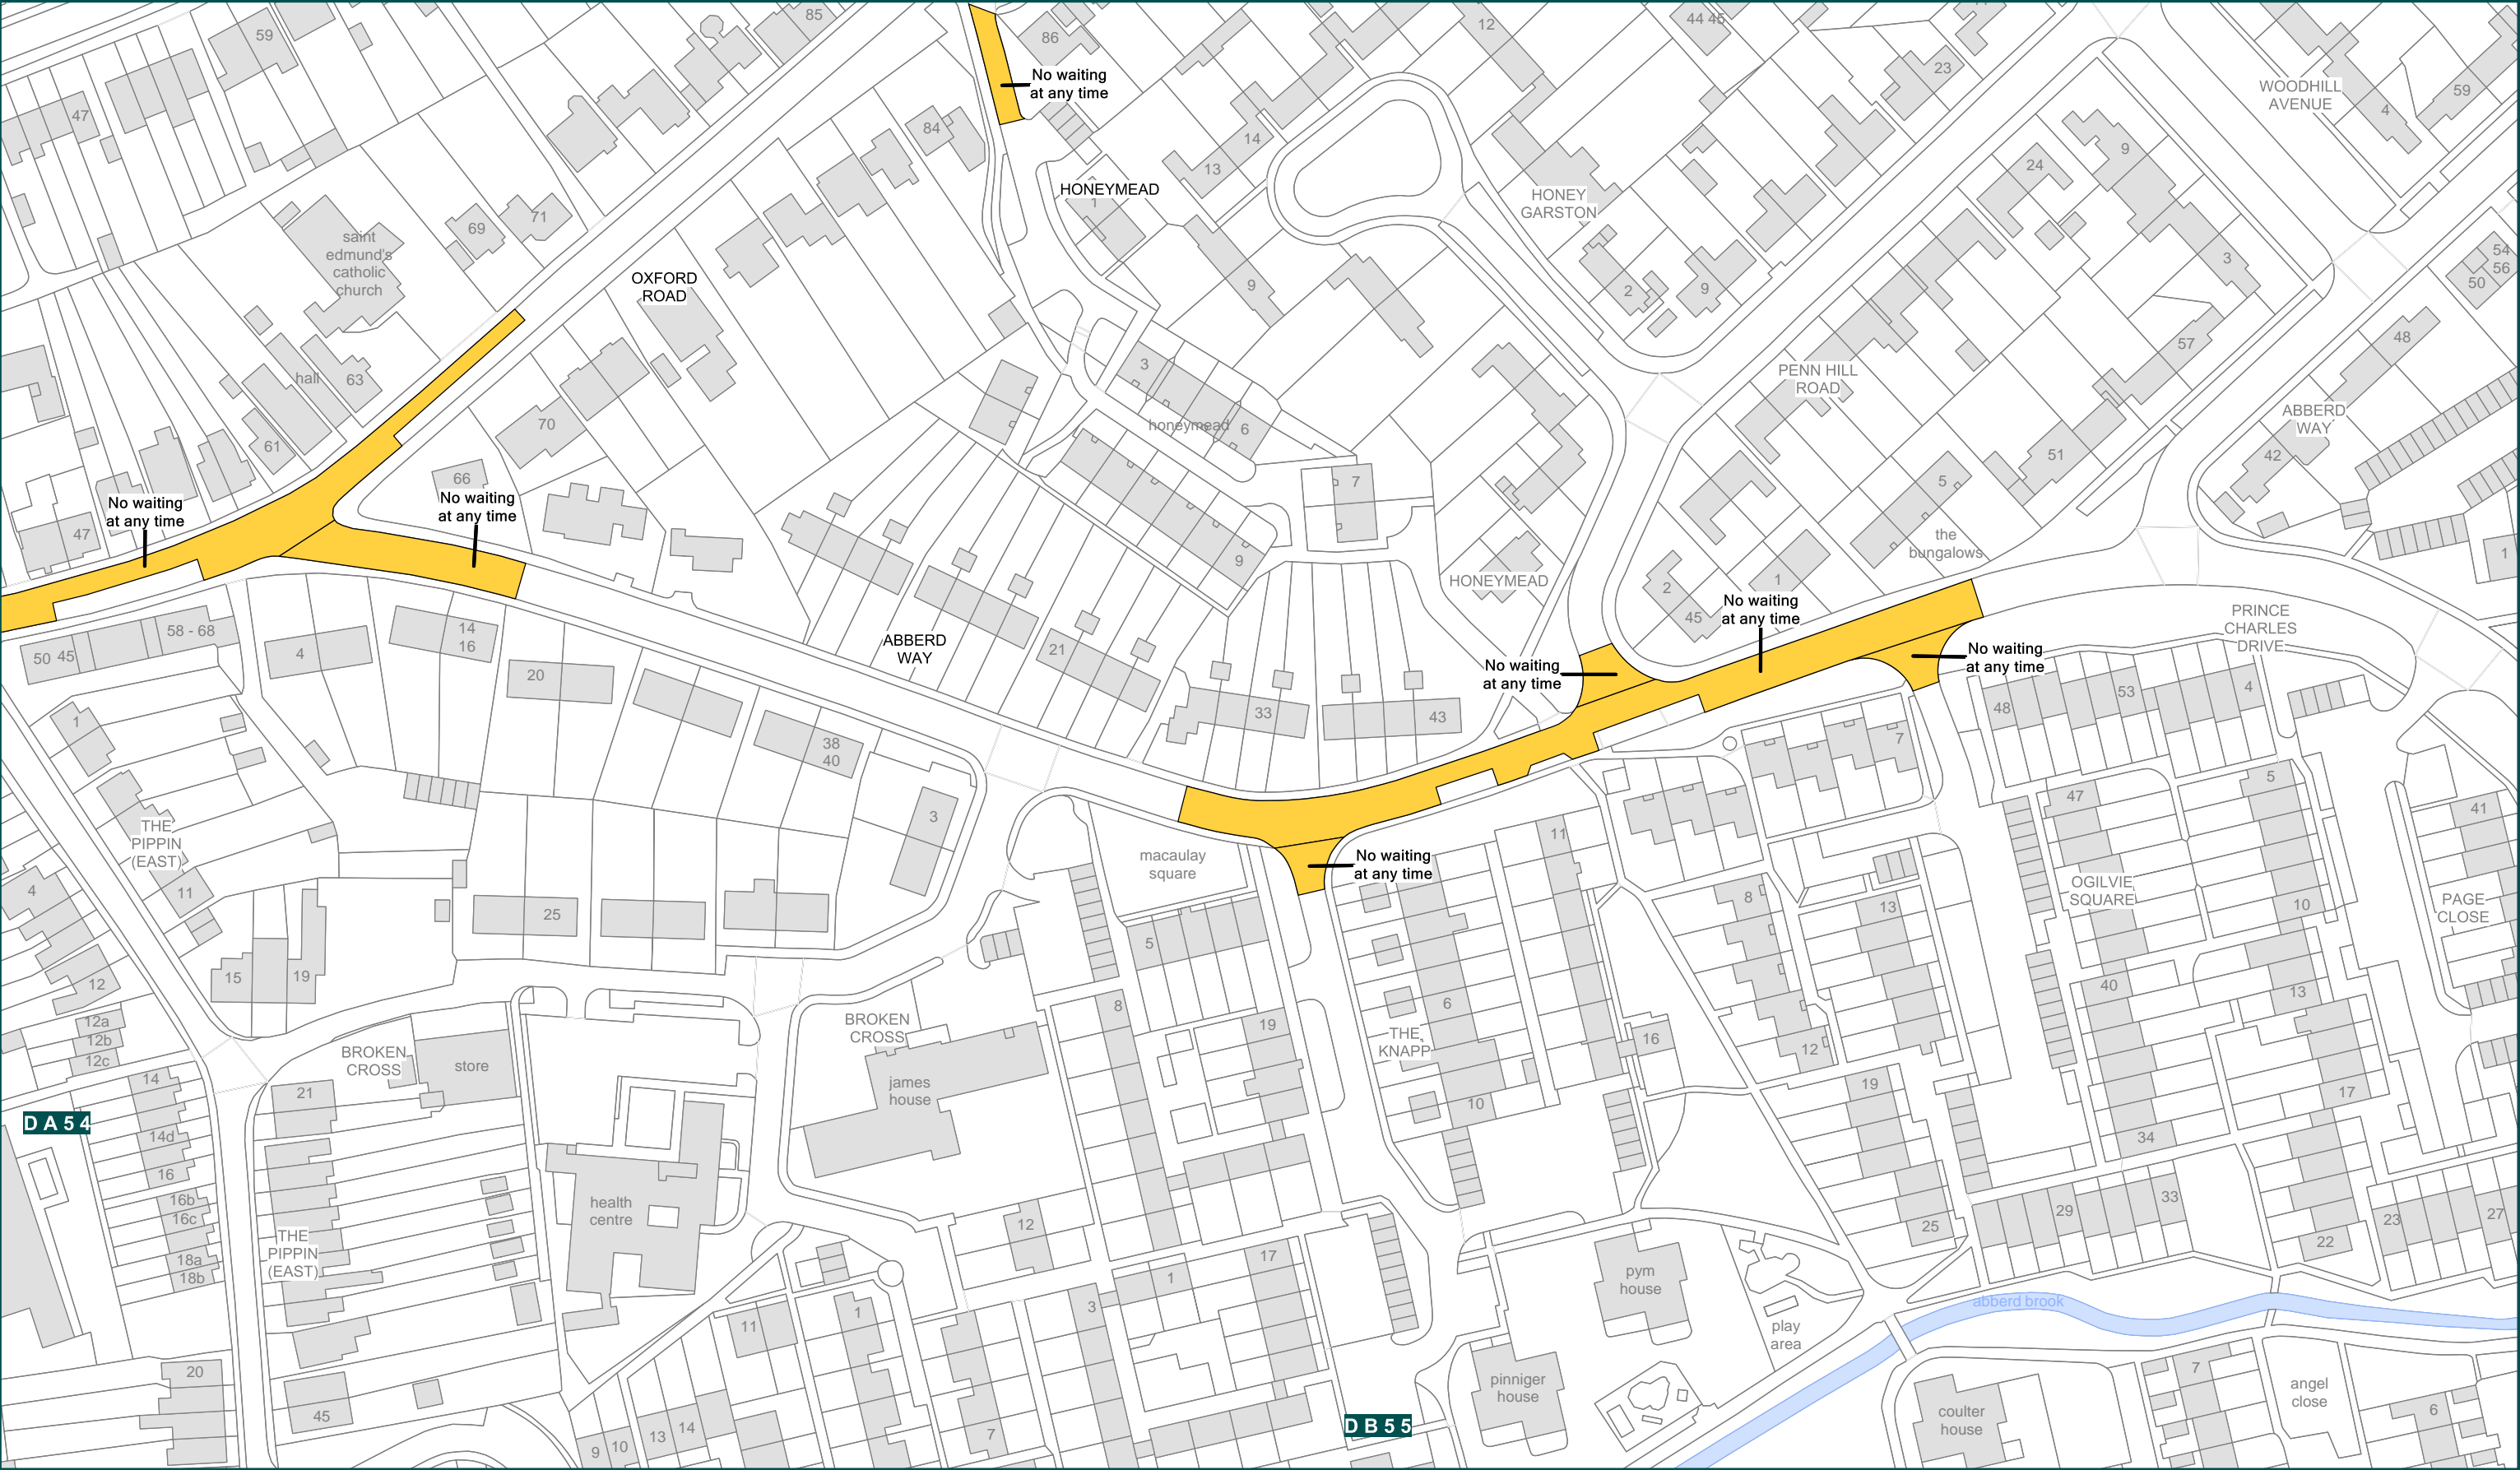 59
85
86
12
44 45
23
WOODHILL
AVENUE
4
59
47
No waiting
at any time
84
14
13
9
24
HONEYMEAD
1
HONEY
GARSTON
saint
edmund's
catholic
church
69
71
OXFORD
ROAD
9
2
9
3
54
56
50
48
57
hall
63
3
PENN HILL
ROAD
ABBERD
WAY
61
70
honeymead
6
51
42
66
7
5
47
No waiting
at any time
No waiting
at any time
the
bungalows
1
9
HONEYMEAD
2
1
45
No waiting
at any time
58 - 68
50 45
4
14
16
ABBERD
WAY
21
No waiting
at any time
No waiting
at any time
PRINCE
CHARLES
DRIVE
20
33
43
48
53
4
1
38
40
7
5
47
41
3
THE
PIPPIN
(EAST)
11
macaulay
square
No waiting
at any time
4
11
25
5
8
13
OGILVIE
SQUARE
10
PAGE
CLOSE
15
19
12
8
6
40
13
12a
12b
12c
BROKEN
CROSS
BROKEN
CROSS
19
THE
KNAPP
16
12
store
14
21
james
house
10
19
17
DA54
14d
16
34
16b
16c
health
centre
12
29
33
25
23
27
22
THE
PIPPIN
(EAST)
18a
18b
17
1
pym
house
abberd brook
11
1
3
play
area
20
45
pinniger
house
7
angel
close
9
10
13
14
7
DB55
coulter
house
6